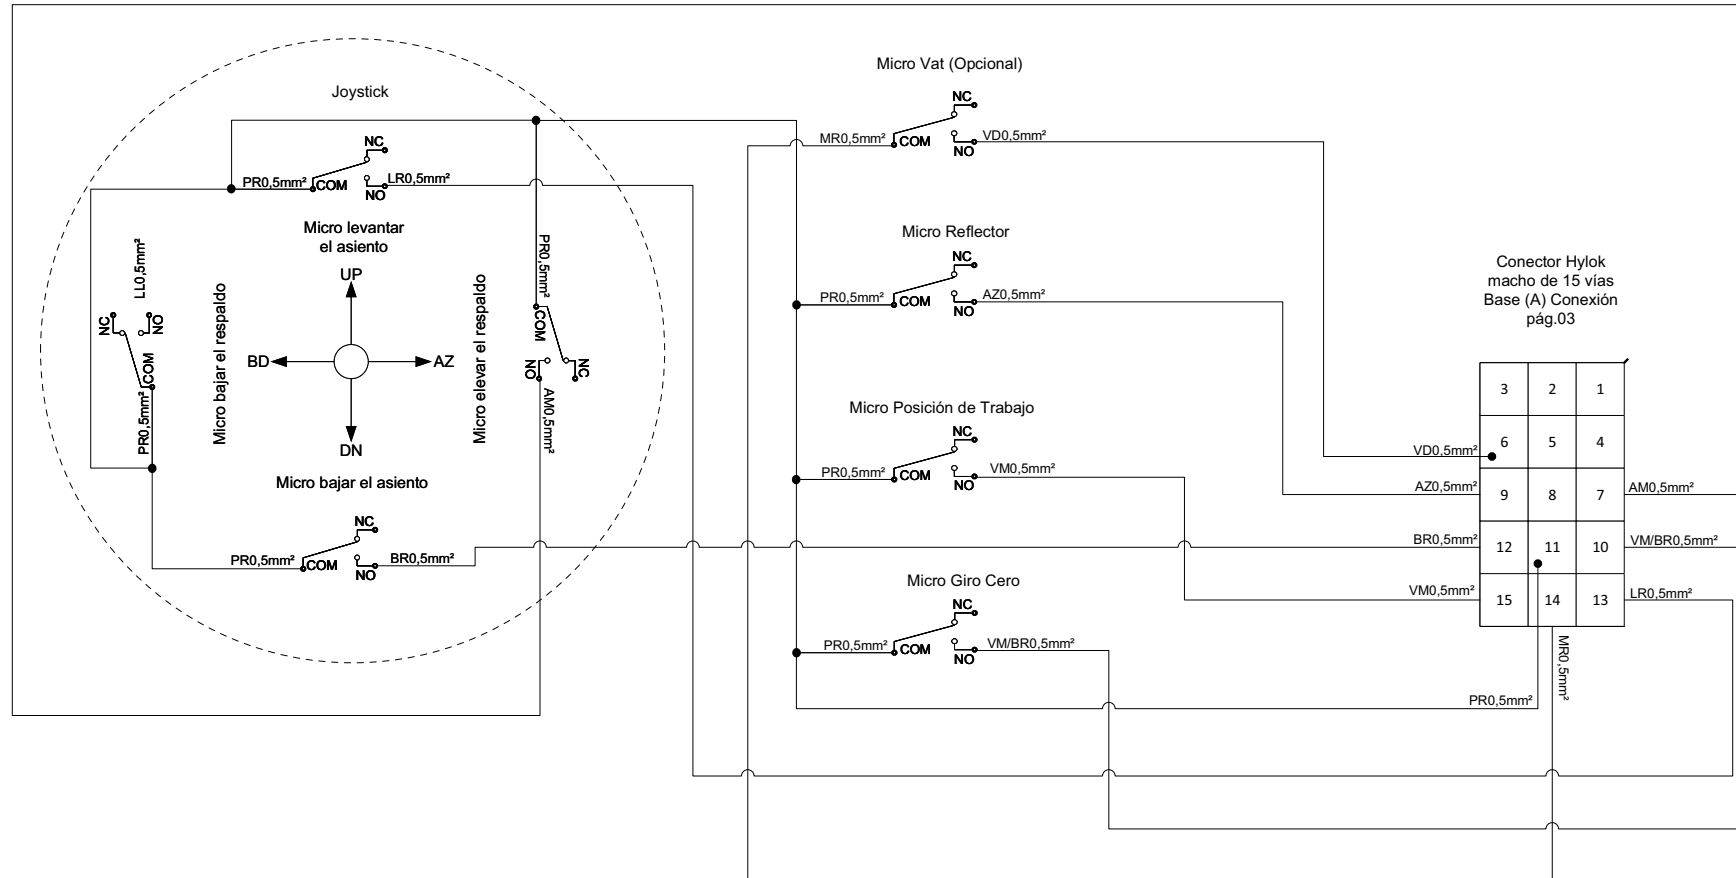 Joystick
NC
PR0,5mm²
COM
LR0,5mm²
NO
Micro levantar
el asiento
UP
BD
AZ
DN
Micro bajar el asiento
Micro bajar el respaldo
Micro elevar el respaldo
LL0,5mm²
NC
NO
COM
PR0,5mm²
PR0,5mm²
COM
NO
NC
AM0,5mm²
NC
PR0,5mm²
COM
BR0,5mm²
NO
Micro Vat (Opcional)
NC
MR0,5mm²
COM
VD0,5mm²
NO
Micro Reflector
NC
PR0,5mm²
COM
AZ0,5mm²
NO
Micro Posición de Trabajo
NC
PR0,5mm²
COM
VM0,5mm²
NO
Micro Giro Cero
NC
PR0,5mm²
COM
VM/BR0,5mm²
NO
Conector Hylok
macho de 15 vías
Base (A) Conexión
pág.03
3 2 1
VD0,5mm² 6 5 4
AZ0,5mm² 9 8 7 AM0,5mm²
BR0,5mm² 12 11 10 VM/BR0,5mm²
VM0,5mm² 15 14 13 LR0,5mm²
MR0,5mm²
PR0,5mm²